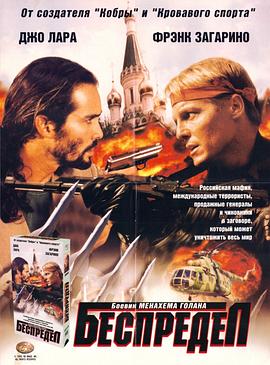 От создателя "Кобры" и "Кровавого спорта"
ДЖО ЛАРА
ФРЭНК ЗАГАРИНО
Российская мафия,
международные террористы,
продажные генералы
и чиновники
в заговоре,
который может
уничтожить весь мир
Боевик МЕНАХЕМА ГОЛАНА
БЕСПРЕДЕЛ
БЕСПРЕДЕЛ